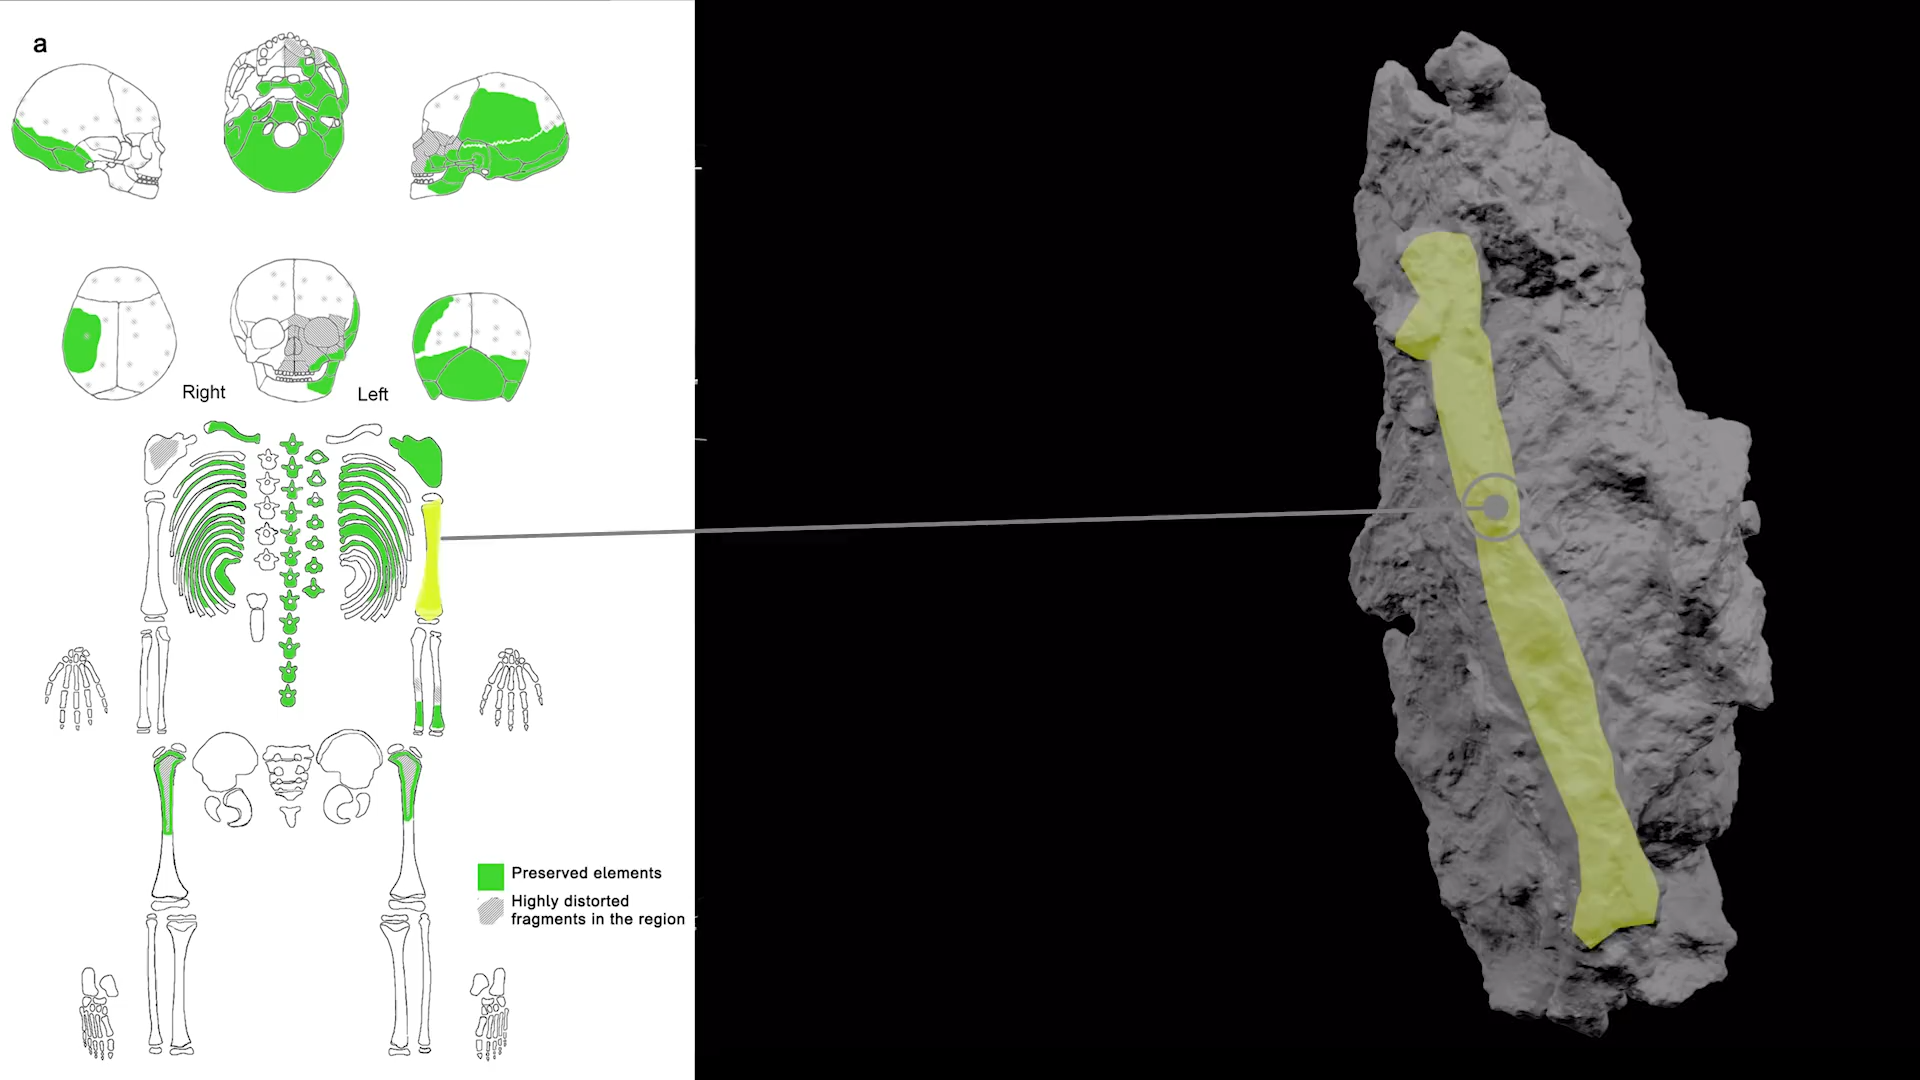 a
Right
Left
Preserved elements
Highly distorted
fragments in the region